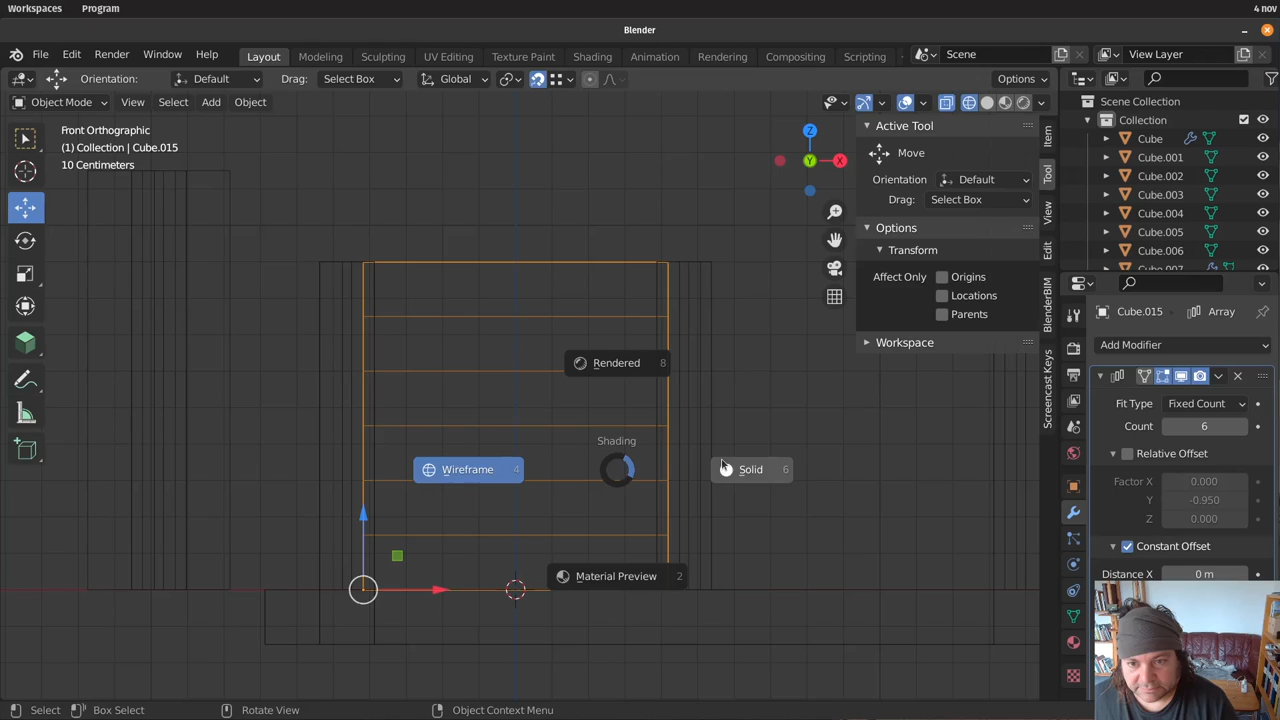 Workspaces Program 4 nov
Blender
File Edit Render Window Help Layout Modeling Sculpting UV Editing Texture Paint Shading Animation Rendering Compositing Scripting Scene View Layer
Orientation: Default Drag: Select Box Global Options
Object Mode View Select Add Object
Front Orthographic
(1) Collection | Cube.015
10 Centimeters
Z
Y
X
Active Tool
Move
Orientation Default
Drag: Select Box
Options
Transform
Affect Only Origins
Locations
Parents
Workspace
Item
Tool
View
Edit
BlenderBIM
Screencast Keys
Scene Collection
Collection
Cube
Cube.001
Cube.002
Cube.003
Cube.004
Cube.005
Cube.006
Cube.007
Cube.015 Array
Add Modifier
Fit Type Fixed Count
Count 6
Relative Offset
Factor X 0.000
Y -0.950
Z 0.000
Constant Offset
Distance X 0 m
Rendered 8
Shading
Wireframe 4
Solid 6
Material Preview 2
Select Box Select Rotate View Object Context Menu